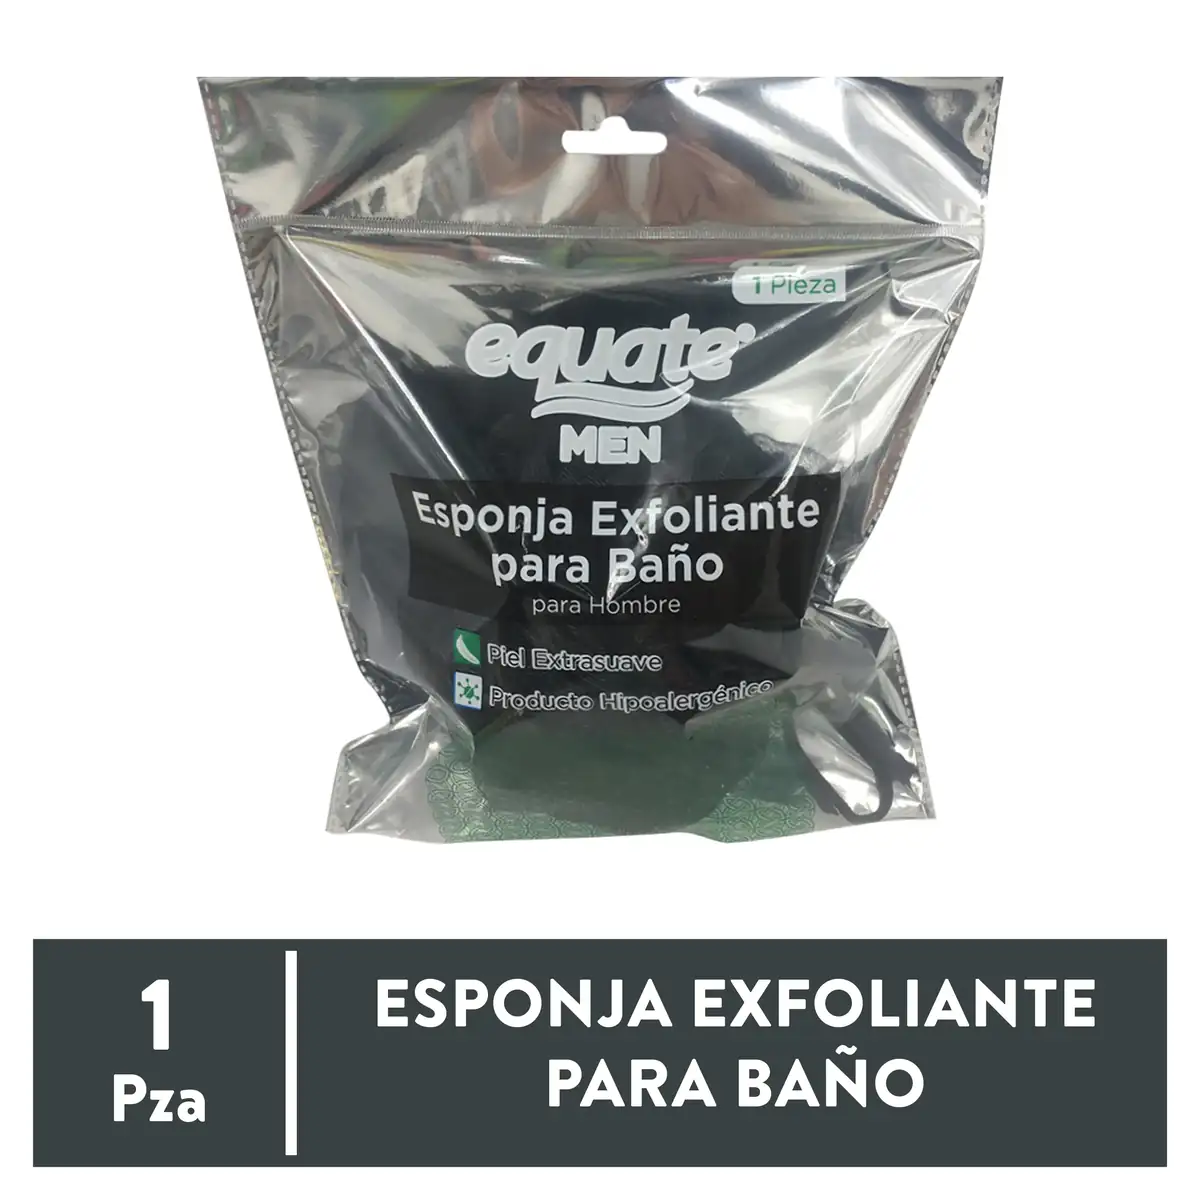 1 Pieza
equate
MEN
Esponja Exfoliante
para Baño
para Hombre
Piel Extrasuave
Producto Hipoalergénico
1
Pza
ESPONJA EXFOLIANTE
PARA BAÑO